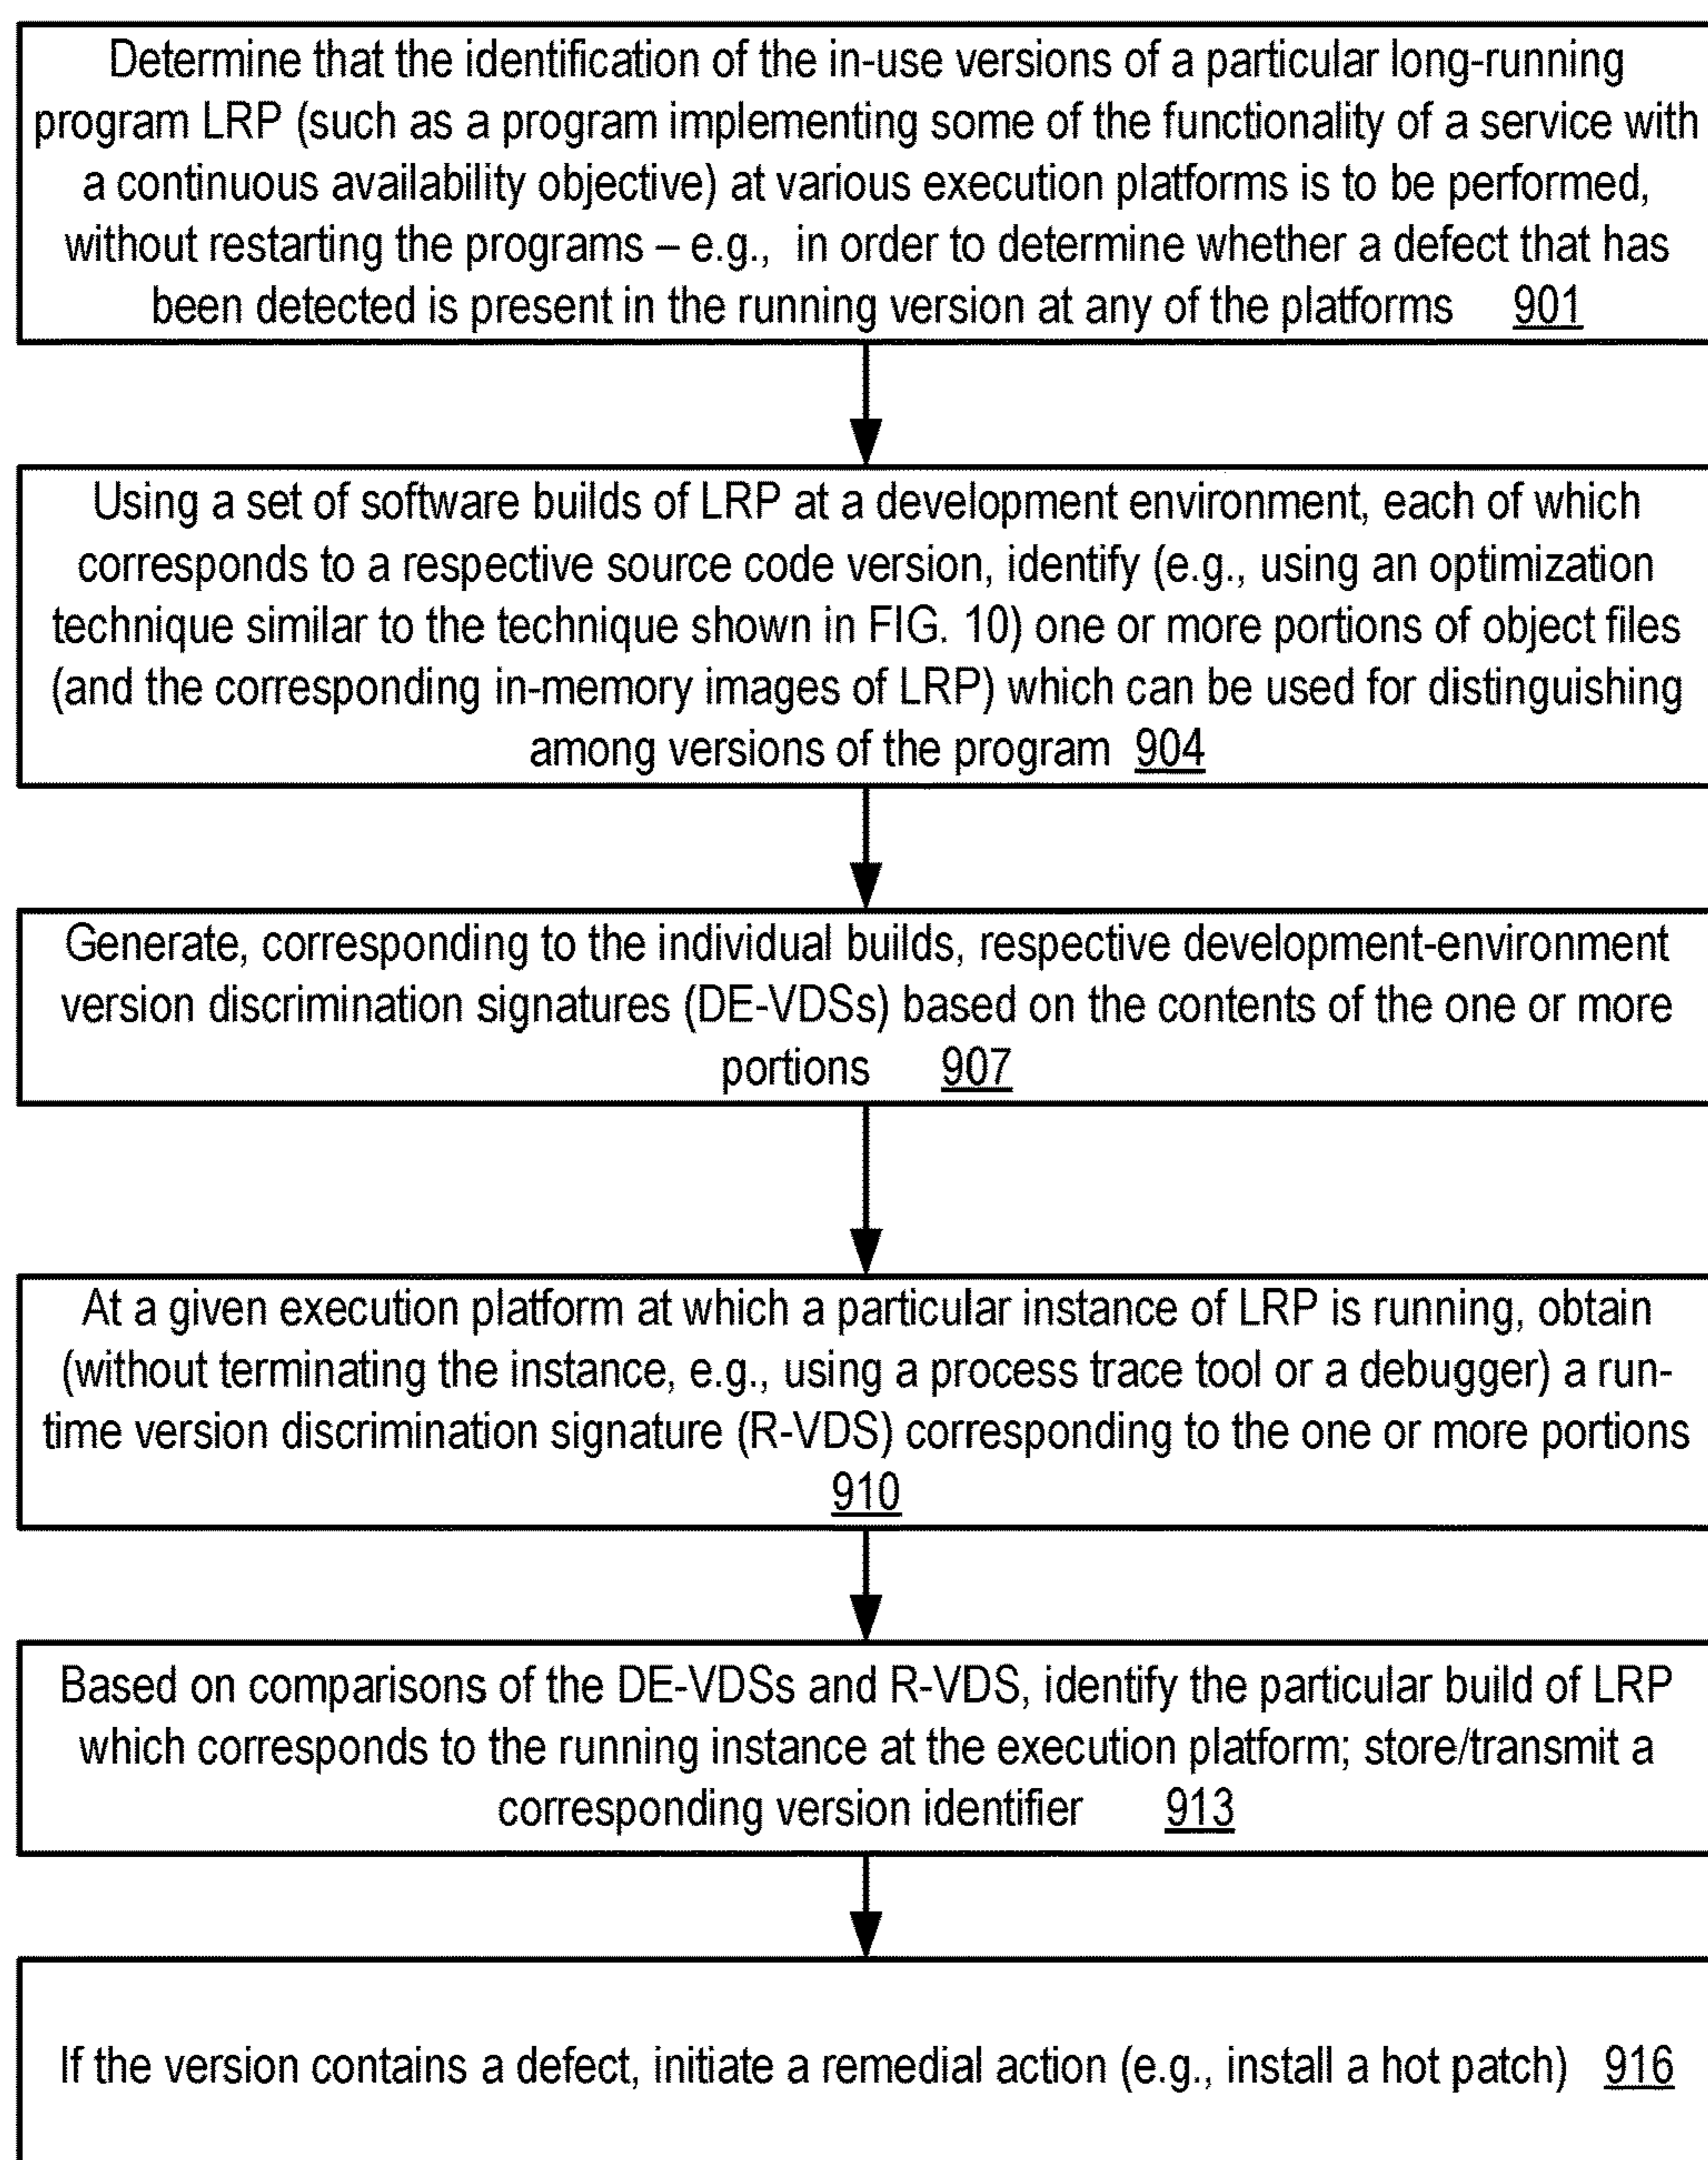 Determine that the identification of the in-use versions of a particular long-running
program LRP (such as a program implementing some of the functionality of a service with
a continuous availability objective) at various execution platforms is to be performed,
without restarting the programs – e.g., in order to determine whether a defect that has
been detected is present in the running version at any of the platforms 901
Using a set of software builds of LRP at a development environment, each of which
corresponds to a respective source code version, identify (e.g., using an optimization
technique similar to the technique shown in FIG. 10) one or more portions of object files
(and the corresponding in-memory images of LRP) which can be used for distinguishing
among versions of the program 904
Generate, corresponding to the individual builds, respective development-environment
version discrimination signatures (DE-VDSs) based on the contents of the one or more
portions 907
At a given execution platform at which a particular instance of LRP is running, obtain
(without terminating the instance, e.g., using a process trace tool or a debugger) a run-
time version discrimination signature (R-VDS) corresponding to the one or more portions
910
Based on comparisons of the DE-VDSs and R-VDS, identify the particular build of LRP
which corresponds to the running instance at the execution platform; store/transmit a
corresponding version identifier 913
If the version contains a defect, initiate a remedial action (e.g., install a hot patch) 916